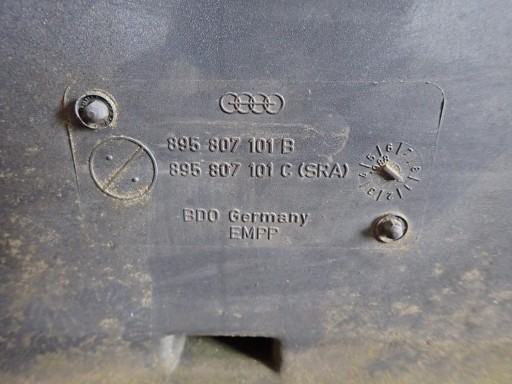 895 807 101 B
895 807 101 C (SRA)
BDO Germany
EMPP